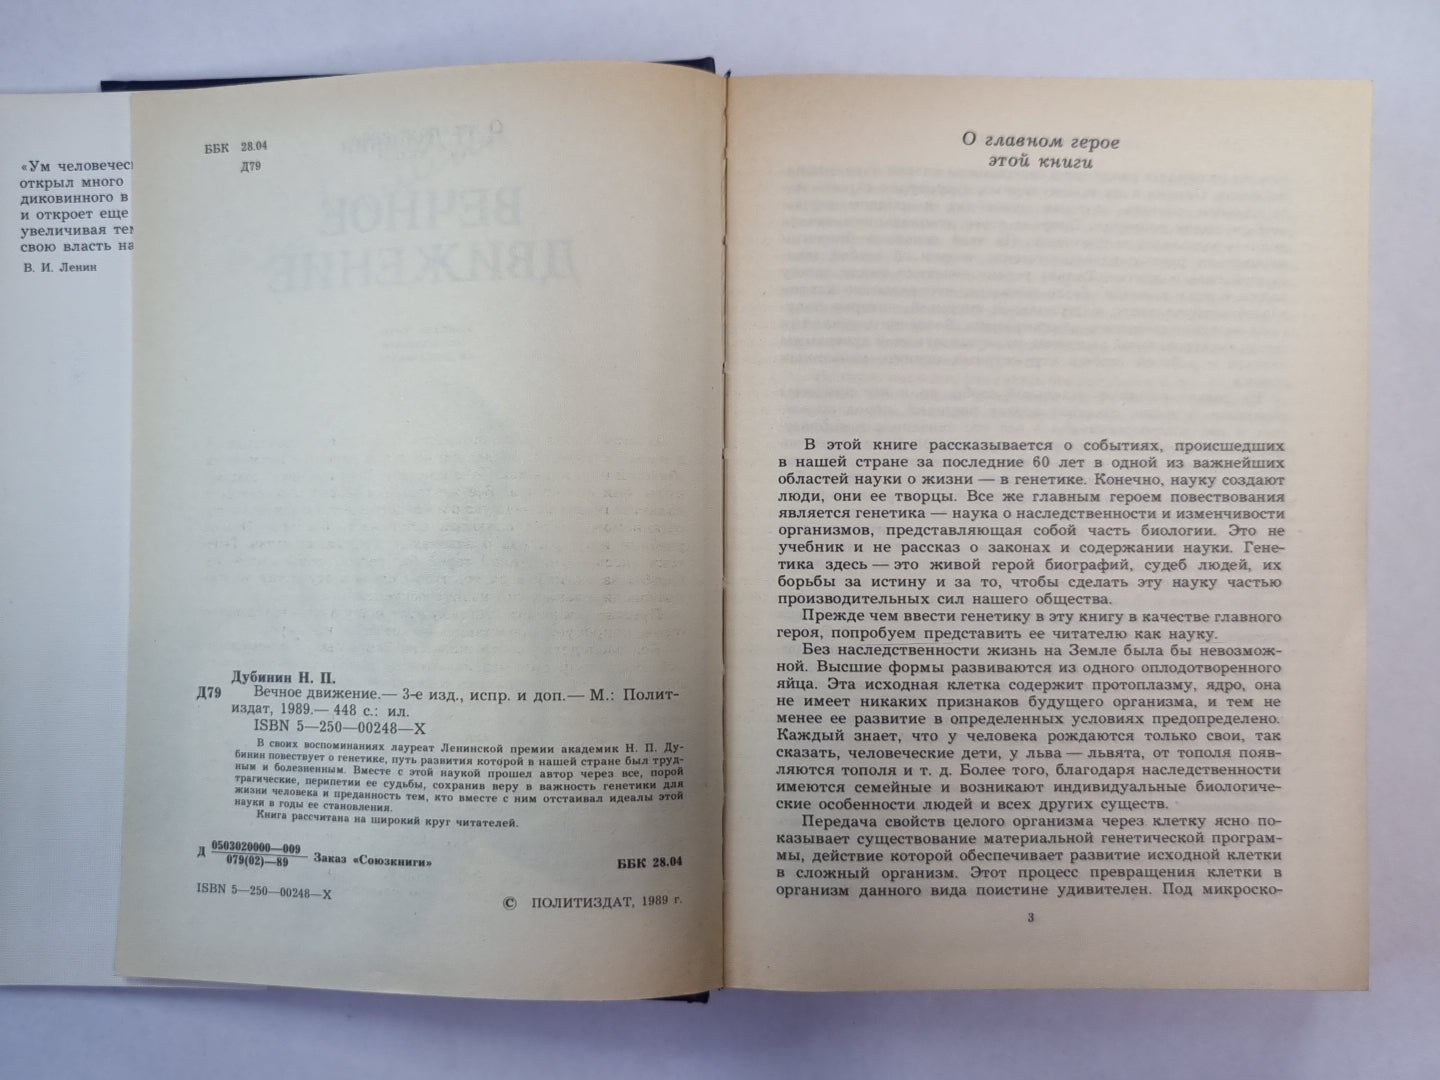 «Ум человечес
открыл много
диковинного в
и откроет еще
увеличивая те
свою власть на
В. И. Ленин
ББК 28.04
Д79
ВЕЧНОЕ
ДВИЖЕНИЕ
Дубинин Н. П.
Д79 Вечное движение.— 3-е изд., испр. и доп.— М.: Полит-
издат, 1989.— 448 с.: ил.
ISBN 5—250—00248—X
В своих воспоминаниях лауреат Ленинской премии академик Н. П. Ду-
бинин повествует о генетике, путь развития которой в нашей стране был труд-
ным и болезненным. Вместе с этой наукой прошел автор через все, порой
трагические, перипетии ее судьбы, сохранив веру в важность генетики для
жизни человека и преданность тем, кто вместе с ним отстаивал идеалы этой
науки в годы ее становления.
Книга рассчитана на широкий круг читателей.
Д 0503020000—009
079(02)—89 Заказ «Союзкниги»
ББК 28.04
ISBN 5—250—00248—X
© ПОЛИТИЗДАТ, 1989 г.
О главном герое
этой книги
В этой книге рассказывается о событиях, происшедших
в нашей стране за последние 60 лет в одной из важнейших
областей науки о жизни — в генетике. Конечно, науку создают
люди, они ее творцы. Все же главным героем повествования
является генетика — наука о наследственности и изменчивости
организмов, представляющая собой часть биологии. Это не
учебник и не рассказ о законах и содержании науки. Гене-
тика здесь — это живой герой биографий, судеб людей, их
борьбы за истину и за то, чтобы сделать эту науку частью
производительных сил нашего общества.
Прежде чем ввести генетику в эту книгу в качестве главного
героя, попробуем представить ее читателю как науку.
Без наследственности жизнь на Земле была бы невозмож-
ной. Высшие формы развиваются из одного оплодотворенного
яйца. Эта исходная клетка содержит протоплазму, ядро, она
не имеет никаких признаков будущего организма, и тем не
менее ее развитие в определенных условиях предопределено.
Каждый знает, что у человека рождаются только свои, так
сказать, человеческие дети, у льва — львята, от тополя появ-
ляются тополя и т. д. Более того, благодаря наследственности
имеются семейные и возникают индивидуальные биологиче-
ские особенности людей и всех других существ.
Передача свойств целого организма через клетку ясно по-
казывает существование материальной генетической програм-
мы, действие которой обеспечивает развитие исходной клетки
в сложный организм. Этот процесс превращения клетки в
организм данного вида поистине удивителен. Под микроско-
3